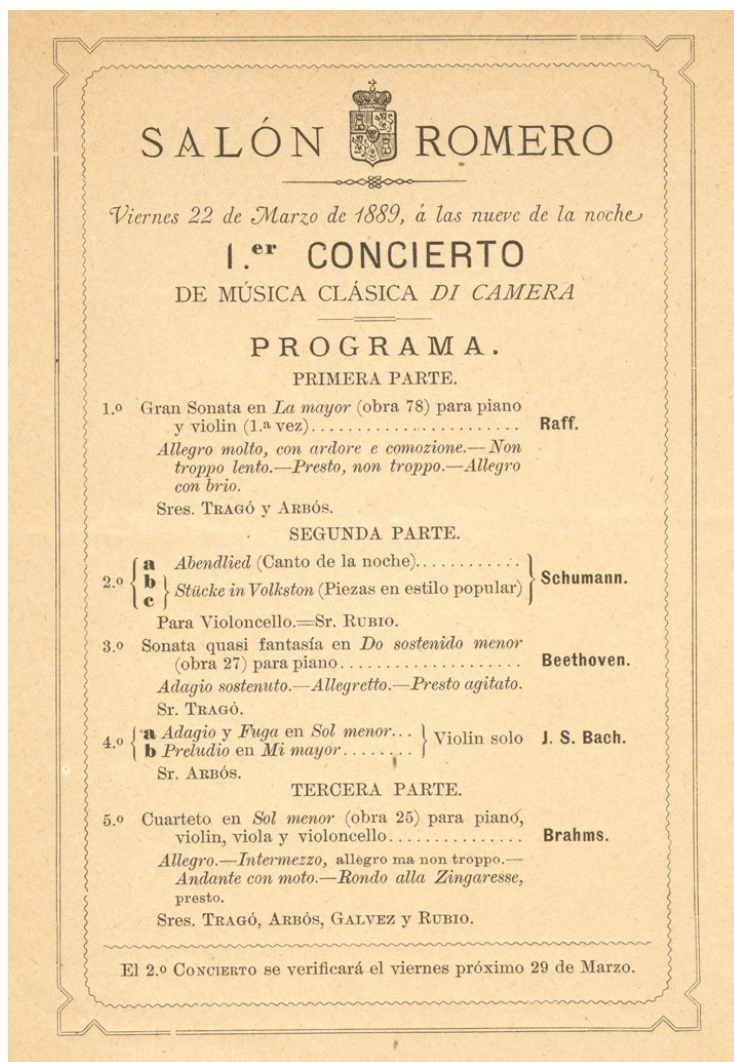 SALÓN ROMERO
Viernes 22 de Marzo de 1889, á las nueve de la noche
1.er CONCIERTO
DE MÚSICA CLÁSICA DI CAMERA
PROGRAMA.
PRIMERA PARTE.
1.º Gran Sonata en La mayor (obra 78) para piano
y violin (1.ª vez)........................ Raff.
Allegro molto, con ardore e comozione.—Non
troppo lento.—Presto, non troppo.—Allegro
con brio.
Sres. TRAGÓ y ARBÓS.
SEGUNDA PARTE.
2.º a Abendlied (Canto de la noche)............ Schumann.
b
c Stücke in Volkston (Piezas en estilo popular)
Para Violoncello.=Sr. RUBIO.
3.º Sonata quasi fantasía en Do sostenido menor
(obra 27) para piano.................... Beethoven.
Adagio sostenuto.—Allegretto.—Presto agitato.
Sr. TRAGÓ.
4.º a Adagio y Fuga en Sol menor... Violin solo J. S. Bach.
b Preludio en Mi mayor........
Sr. ARBÓS.
TERCERA PARTE.
5.º Cuarteto en Sol menor (obra 25) para piano,
violin, viola y violoncello............... Brahms.
Allegro.—Intermezzo, allegro ma non troppo.—
Andante con moto.—Rondo alla Zingaresse,
presto.
Sres. TRAGÓ, ARBÓS, GALVEZ y RUBIO.
El 2.º CONCIERTO se verificará el viernes próximo 29 de Marzo.